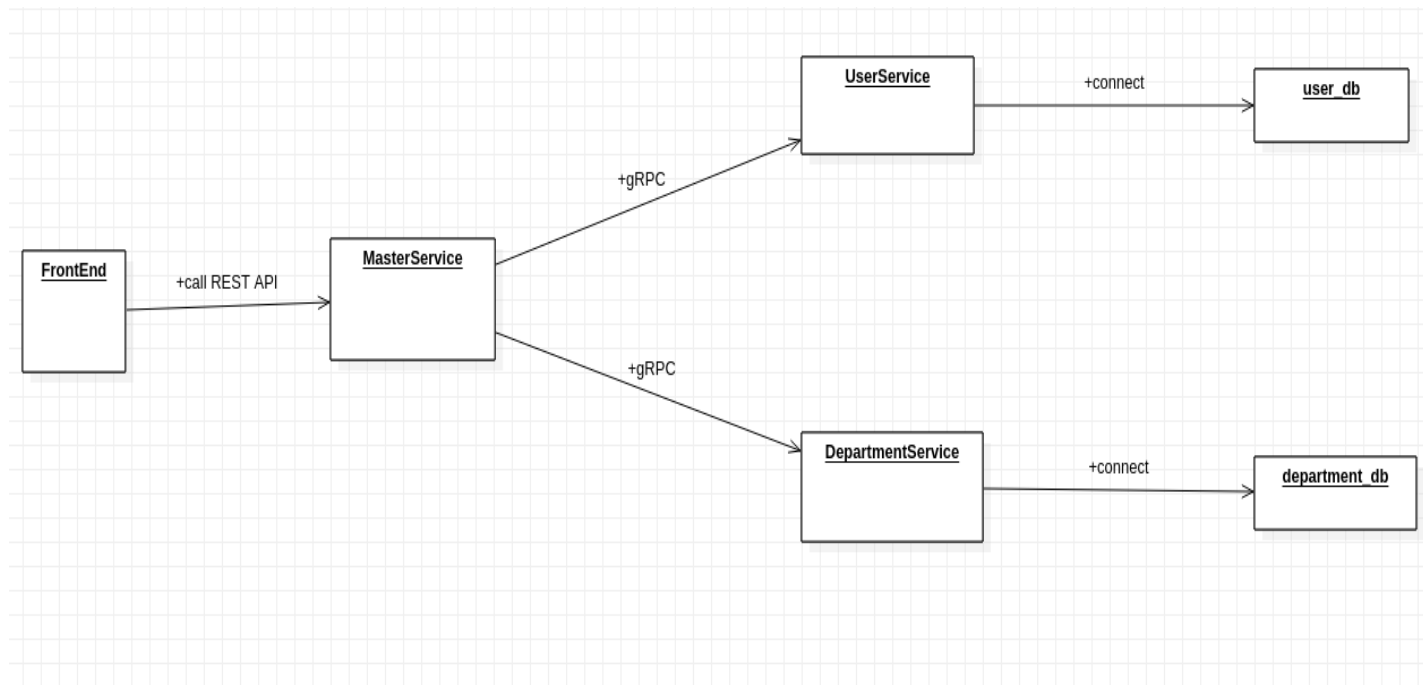 UserService
+connect
user_db
+gRPC
FrontEnd
+call REST API
MasterService
+gRPC
DepartmentService
+connect
department_db